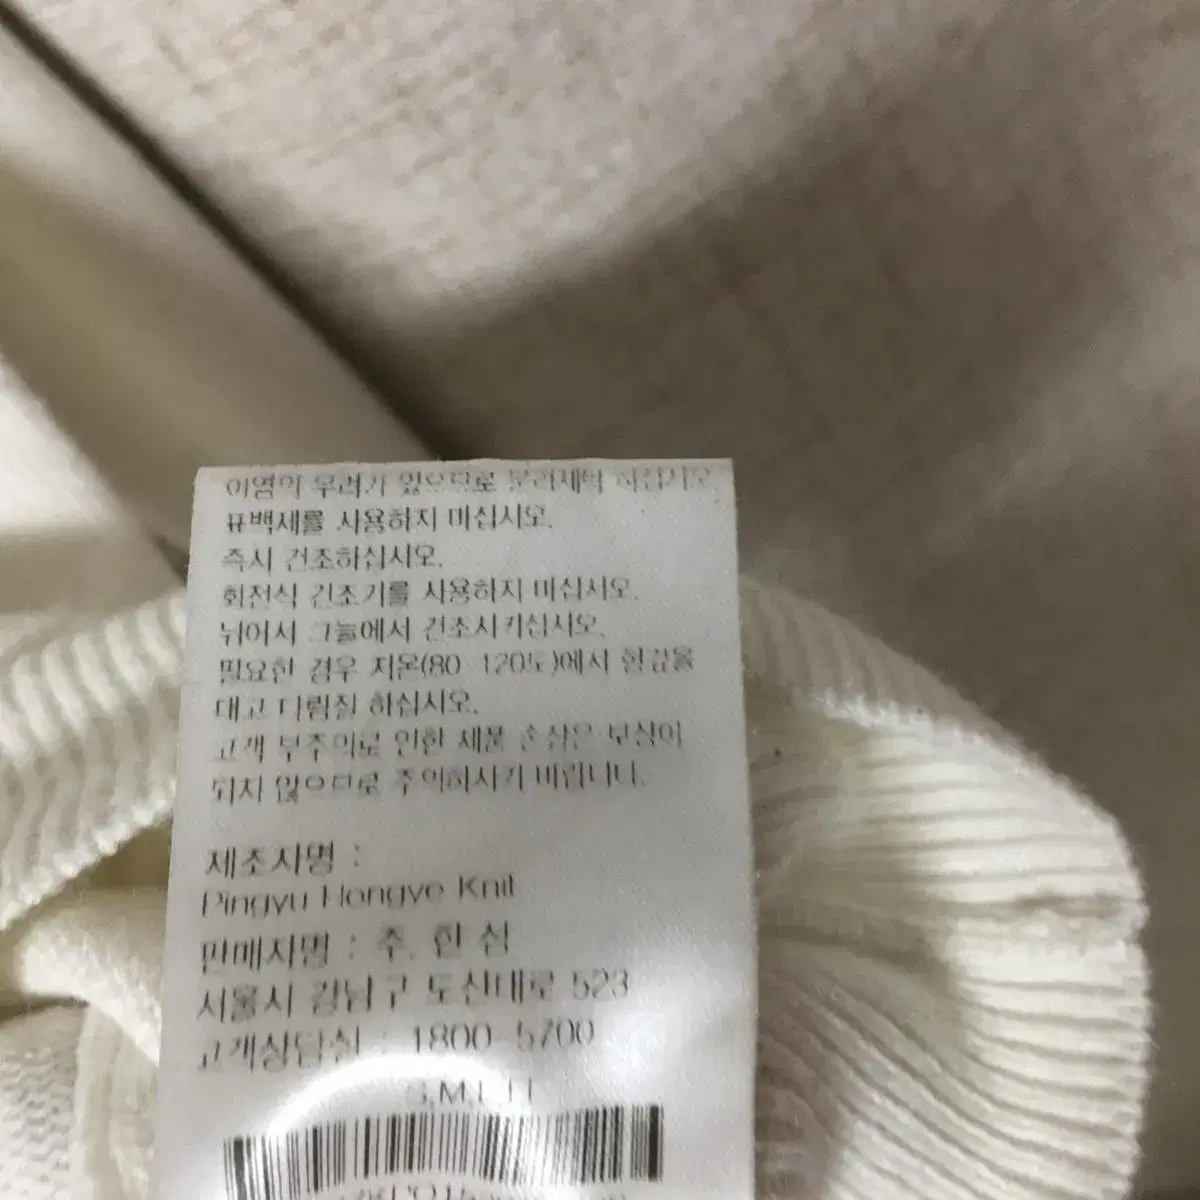 이염의 우려가 있으므로 분리세탁 하십시오.
표백제를 사용하지 마십시오.
즉시 건조하십시오.
회전식 건조기를 사용하지 마십시오.
뉘어서 그늘에서 건조시키십시오.
필요한 경우 저온(80 120도)에서 헝겊을
대고 다림질 하십시오.
고객 부주의로 인한 제품 손상은 보상이
되지 않으므로 주의하시기 바랍니다.
제조자명 :
Pingyu Hongye Knit
판매자명 : 주. 한 섬
서울시 강남구 도산대로 523
고객상담실 : 1800-5700